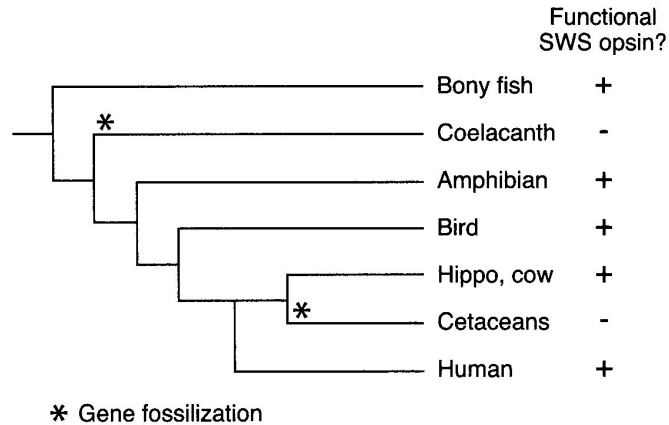 Functional
SWS opsin?
Bony fish +
Coelacanth -
Amphibian +
Bird +
Hippo, cow +
Cetaceans -
Human +
* Gene fossilization